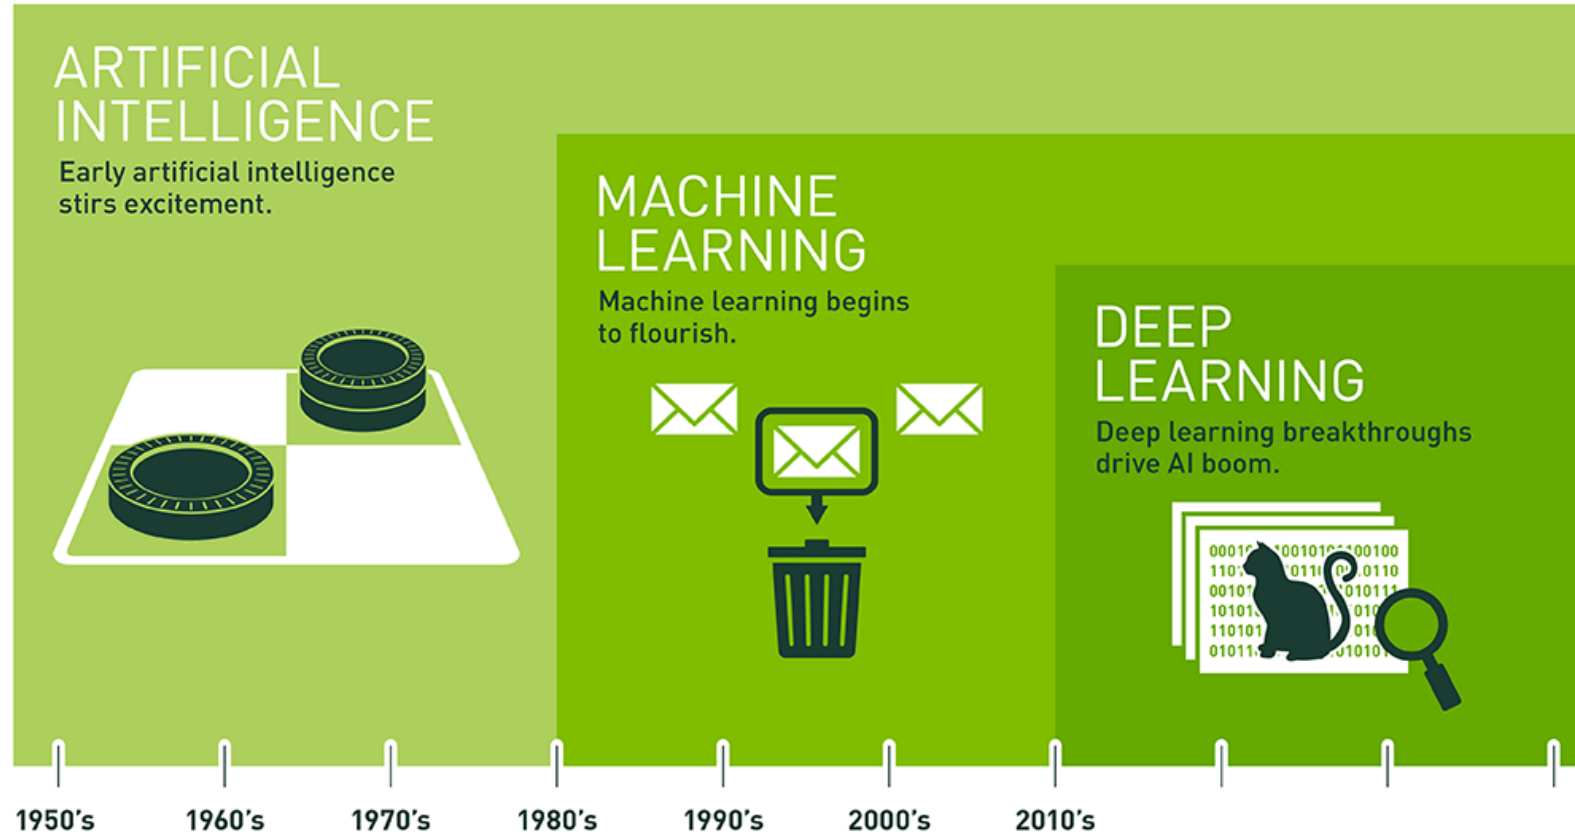 ARTIFICIAL
INTELLIGENCE
Early artificial intelligence
stirs excitement.
MACHINE
LEARNING
Machine learning begins
to flourish.
DEEP
LEARNING
Deep learning breakthroughs
drive AI boom.
1950's
1960's
1970's
1980's
1990's
2000's
2010's